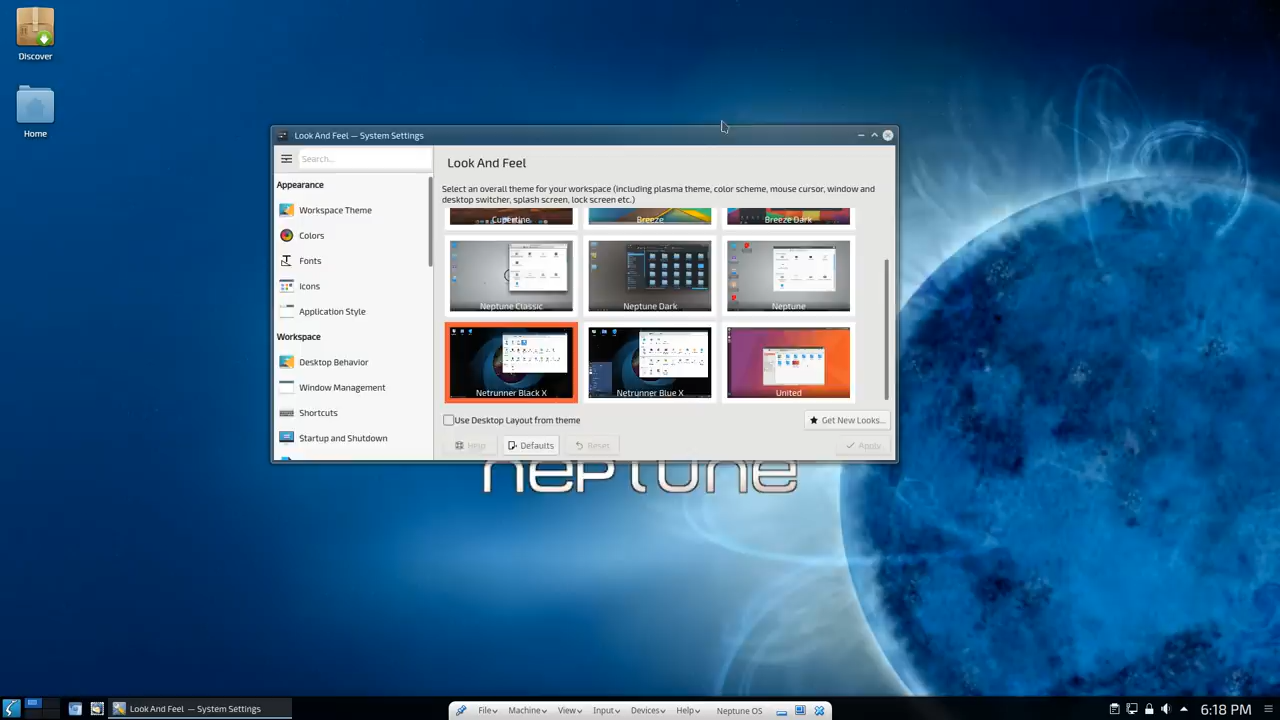 Discover
Home
Look And Feel — System Settings
Search...
Look And Feel
Appearance
Select an overall theme for your workspace (including plasma theme, color scheme, mouse cursor, window and
desktop switcher, splash screen, lock screen etc.)
Workspace Theme
Breeze
Breeze Dark
Colors
Fonts
Icons
Neptune Classic
Neptune Dark
Neptune
Application Style
Workspace
Desktop Behavior
Window Management
Netrunner Black X
Netrunner Blue X
United
Shortcuts
Use Desktop Layout from theme
Get New Looks...
Startup and Understood
Help
Defaults
Reset
Apply
neptune
Look And Feel — System Settings
File
Machine
View
Input
Devices
Help
Neptune OS
6:18 PM